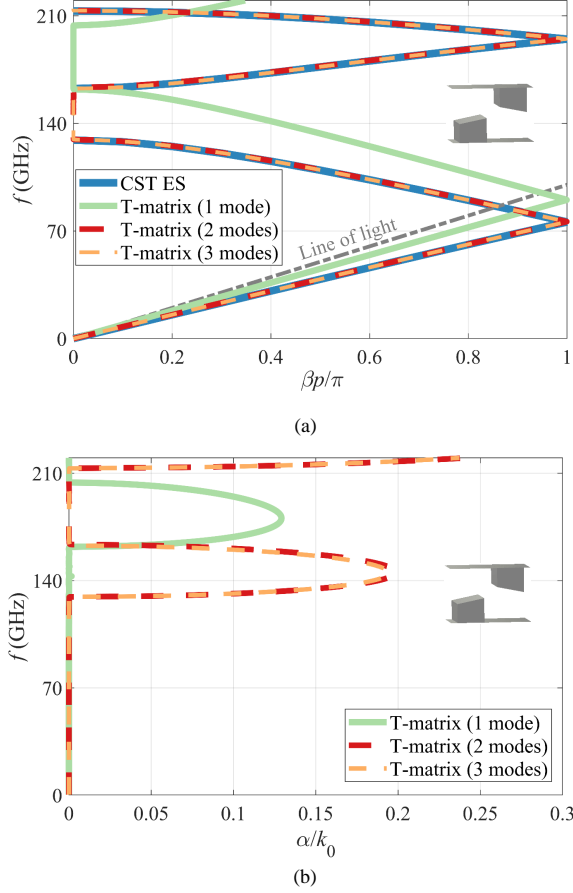 210
140
70
0
f (GHz)
CST ES
T-matrix (1 mode)
T-matrix (2 modes)
T-matrix (3 modes)
Line of light
0 0.2 0.4 0.6 0.8 1
βp/π
(a)
210
140
70
0
f (GHz)
T-matrix (1 mode)
T-matrix (2 modes)
T-matrix (3 modes)
0 0.05 0.1 0.15 0.2 0.25 0.3
α/k₀
(b)